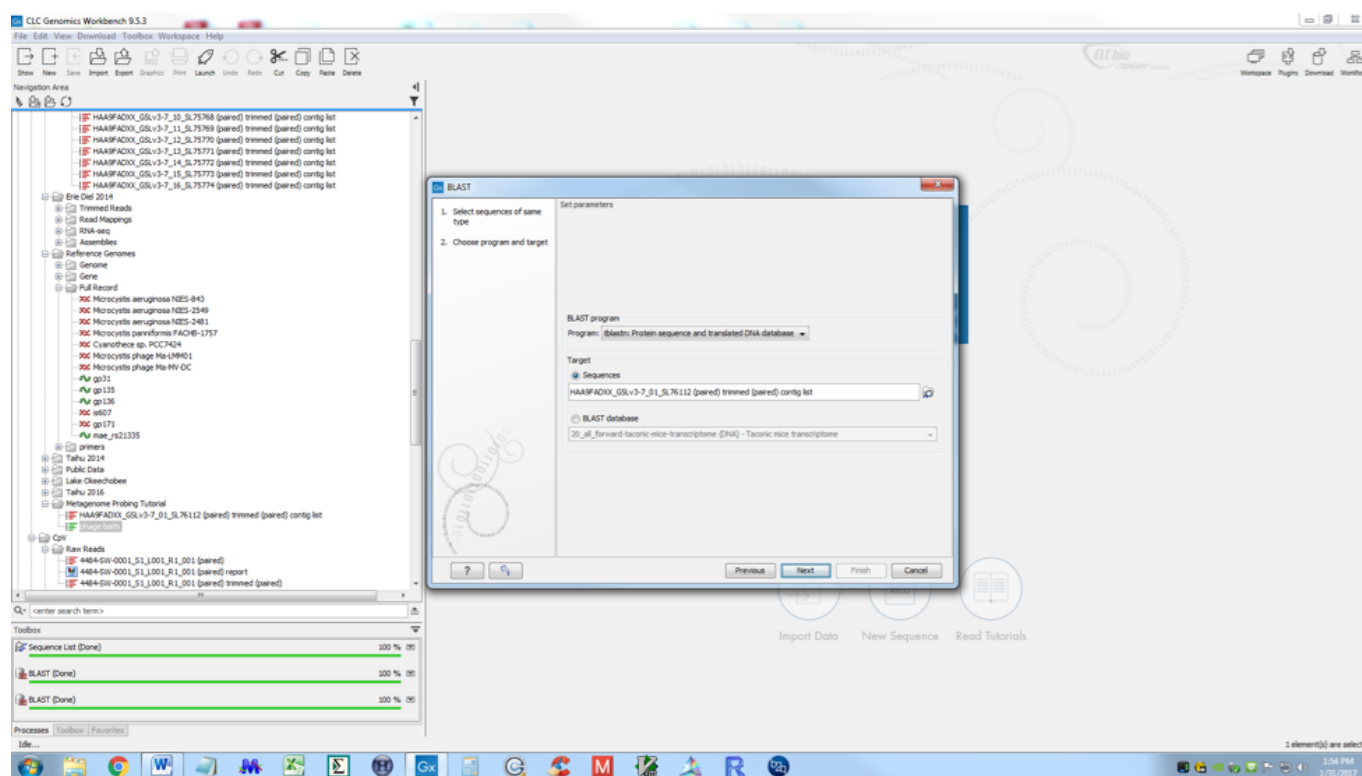 CLC Genomics Workbench 9.5.3
File Edit View Download Toolbox Workspace Help
Show New Save Import Export Graphics Print Launch Undo Redo Cut Copy Paste Delete
Workspace Plugins Download
CLC bio
Navigation Area
HAA9FADXX_GSLv3-7_10_SL75768 (paired) trimmed (paired) contig list
HAA9FADXX_GSLv3-7_11_SL75769 (paired) trimmed (paired) contig list
HAA9FADXX_GSLv3-7_12_SL75770 (paired) trimmed (paired) contig list
HAA9FADXX_GSLv3-7_13_SL75771 (paired) trimmed (paired) contig list
HAA9FADXX_GSLv3-7_14_SL75772 (paired) trimmed (paired) contig list
HAA9FADXX_GSLv3-7_15_SL75773 (paired) trimmed (paired) contig list
HAA9FADXX_GSLv3-7_16_SL75774 (paired) trimmed (paired) contig list
Erie Diel 2014
Trimmed Reads
Read Mappings
RNA-seq
Assemblies
Reference Genomes
Genome
Gene
Full Record
Microcystis aeruginosa NIES-843
Microcystis aeruginosa NIES-2549
Microcystis aeruginosa NIES-2481
Microcystis panniformis FACHB-1757
Cyanothece sp. PCC7424
Microcystis phage Ma-LMM01
Microcystis phage Ma-MV-DC
gp31
gp135
gp136
is607
gp171
mae_rs21335
primers
Taihu 2014
Public Data
Lake Okeechobee
Taihu 2016
Metagenome Probing Tutorial
HAA9FADXX_GSLv3-7_01_SL76112 (paired) trimmed (paired) contig list
phage baits
CpV
Raw Reads
4484-SW-0001_S1_L001_R1_001 (paired)
4484-SW-0001_S1_L001_R1_001 (paired) report
4484-SW-0001_S1_L001_R1_001 (paired) trimmed (paired)
<enter search term>
Toolbox
Sequence List (Done) 100 %
BLAST (Done) 100 %
BLAST (Done) 100 %
Processes Toolbox Favorites
Idle...
BLAST
1. Select sequences of same type
2. Choose program and target
Set parameters
BLAST program
Program: tblastn: Protein sequence and translated DNA database
Target
Sequences
HAA9FADXX_GSLv3-7_01_SL76112 (paired) trimmed (paired) contig list
BLAST database
20_all_forward-taconic-mice-transcriptome (DNA) - Taconic mice transcriptome
? Previous Next Finish Cancel
Import Data New Sequence Read Tutorials
1 element(s) are selec
1:54 PM
1/31/2017